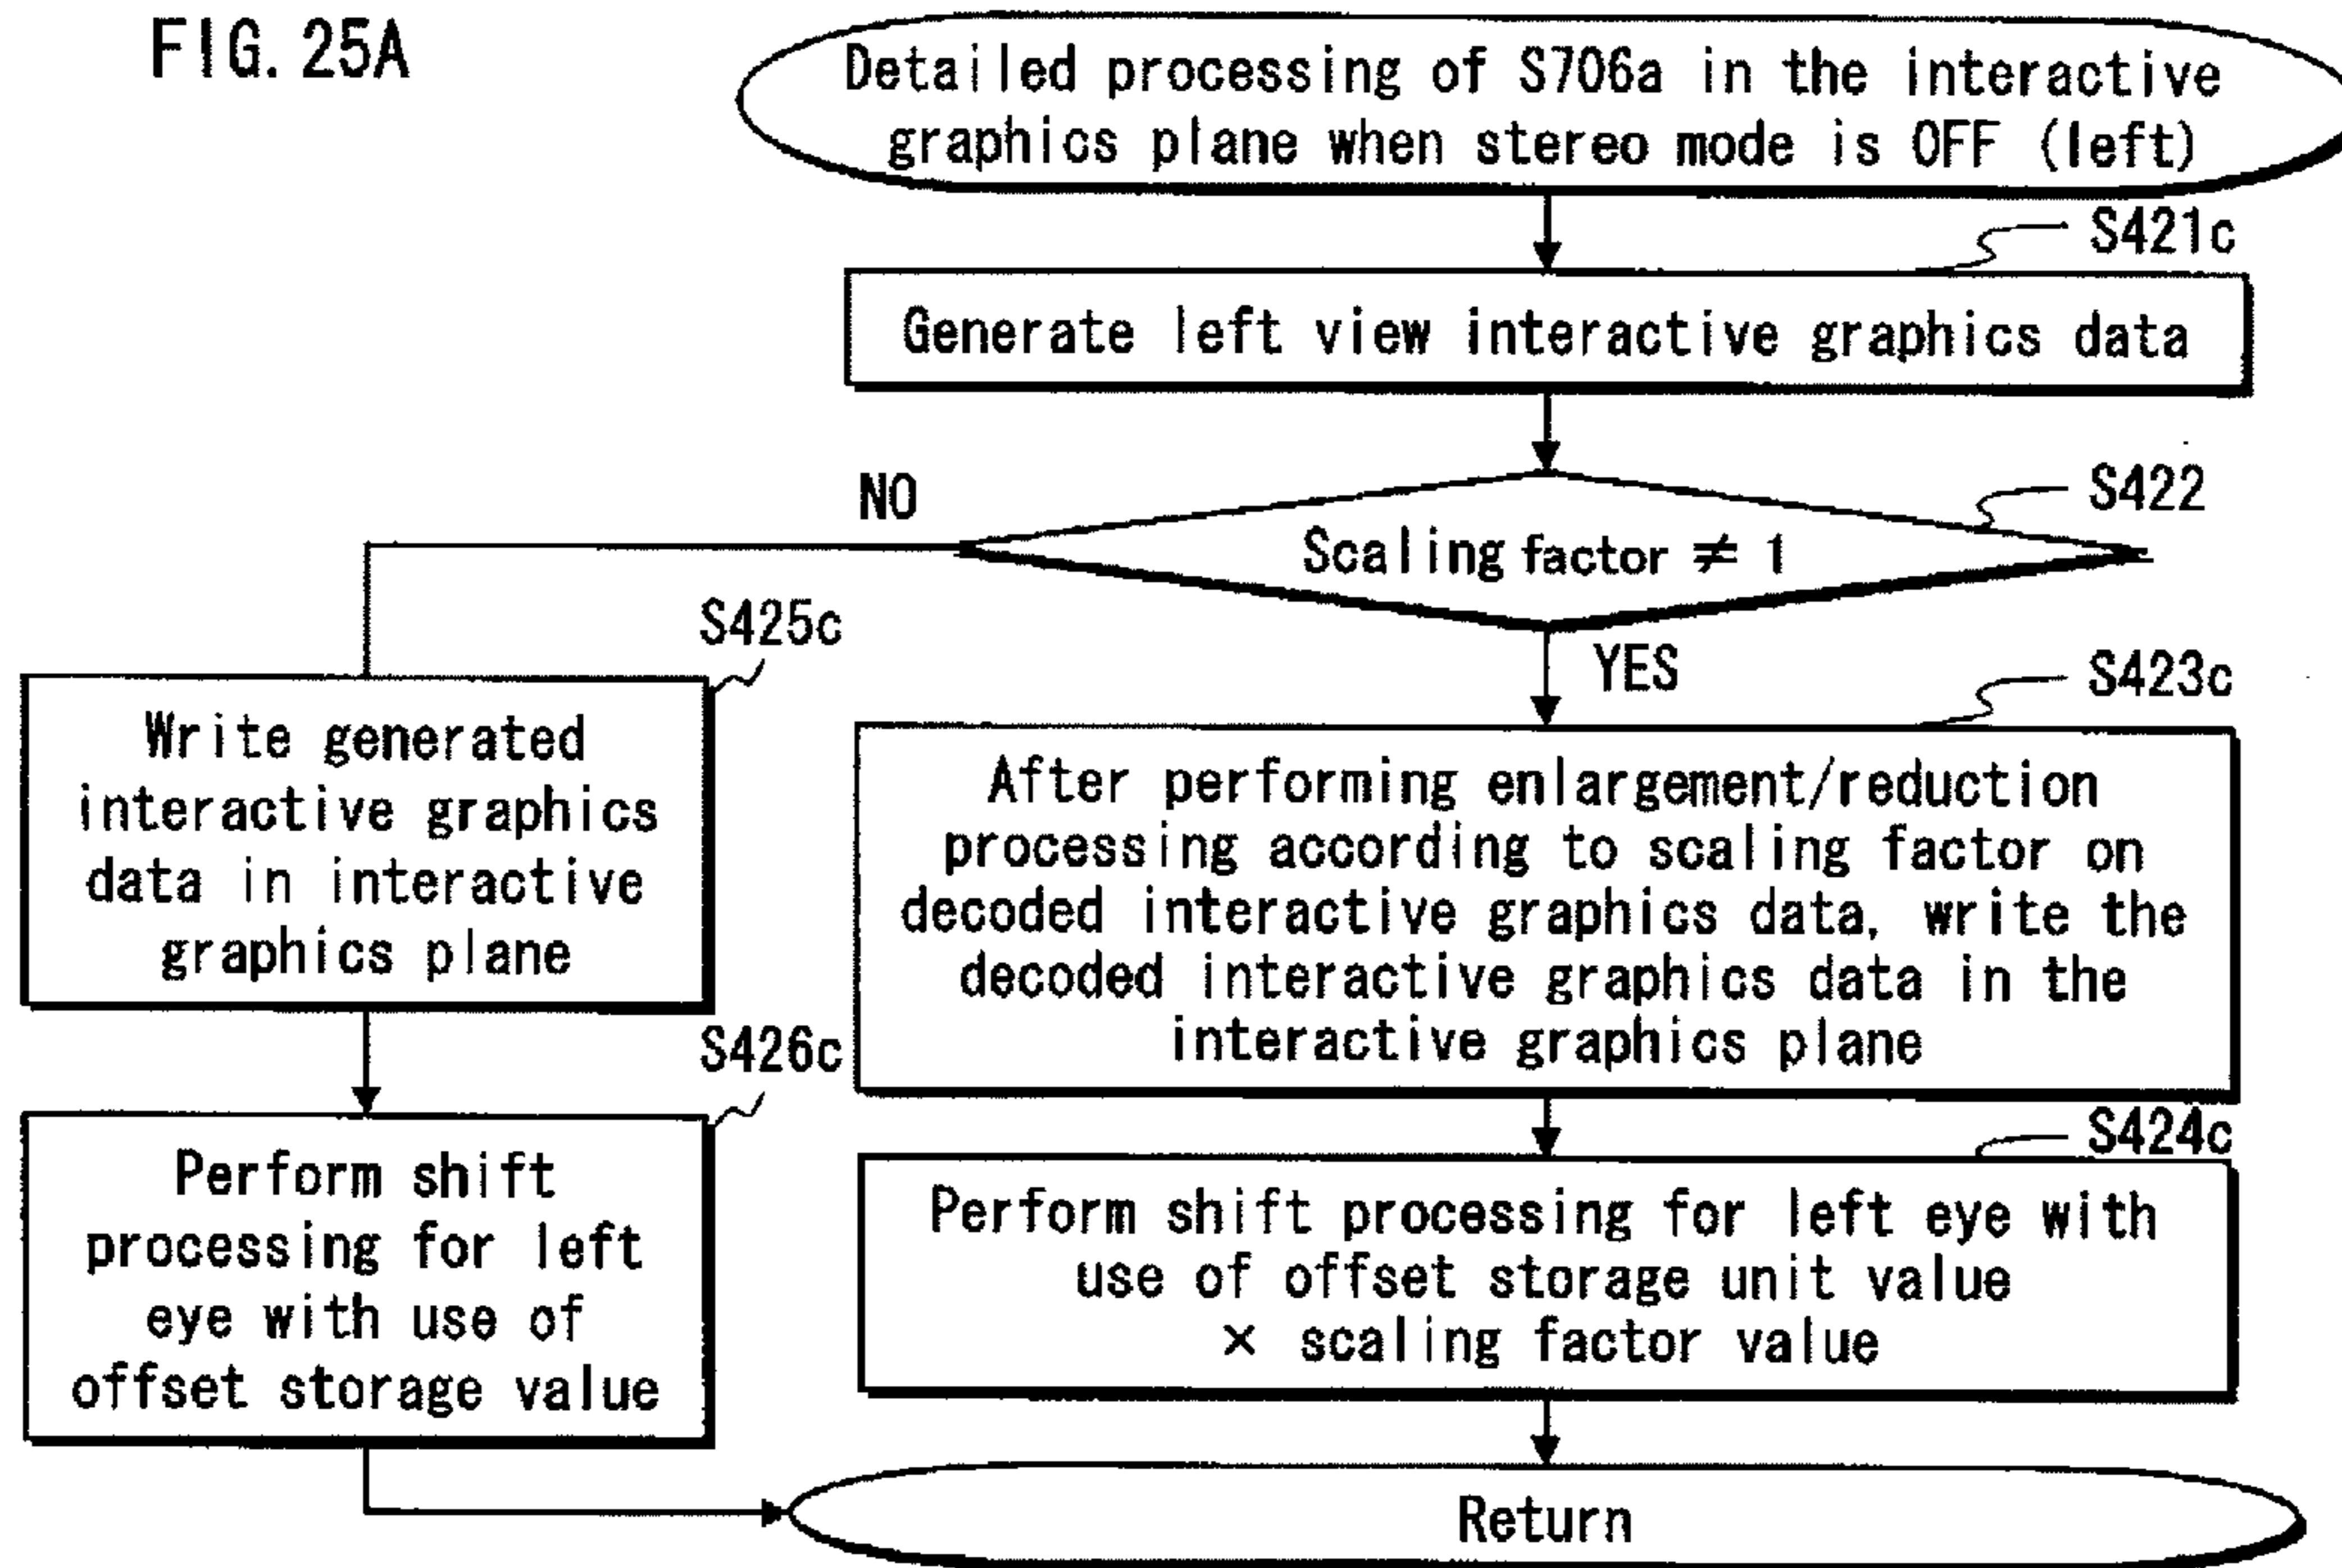 FIG. 25A
Detailed processing of S706a in the interactive
graphics plane when stereo mode is OFF (left)
S421c
Generate left view interactive graphics data
S422
NO
Scaling factor ≠ 1
YES
S425c
Write generated
interactive graphics
data in interactive
graphics plane
S423c
After performing enlargement/reduction
processing according to scaling factor on
decoded interactive graphics data, write the
decoded interactive graphics data in the
interactive graphics plane
S426c
Perform shift
processing for left
eye with use of
offset storage value
S424c
Perform shift processing for left eye with
use of offset storage unit value
× scaling factor value
Return